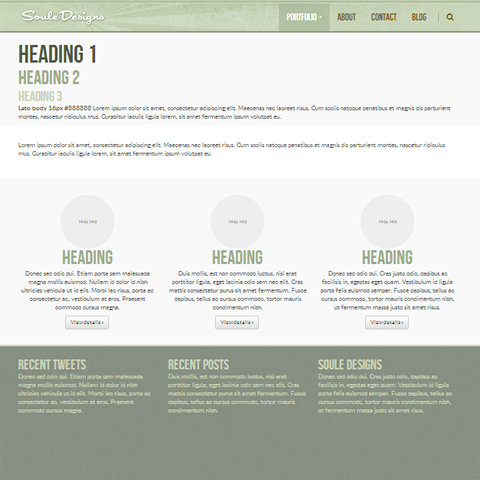 Soule Designs
PORTFOLIO
ABOUT
CONTACT
BLOG
HEADING 1
HEADING 2
HEADING 3
Lato body 16px #888888 Lorem ipsum dolor sit amet, consectetur adipiscing elit. Maecenas nec laoreet risus. Cum sociis natoque penatibus et magnis dis parturient
montes, nascetur ridiculus mus. Curabitur iaculis ligula lorem, sit amet fermentum ipsum volutpat eu.
Lorem ipsum dolor sit amet, consectetur adipiscing elit. Maecenas nec laoreet risus. Cum sociis natoque penatibus et magnis dis parturient montes, nascetur ridiculus
mus. Curabitur iaculis ligula lorem, sit amet fermentum ipsum volutpat eu.
140x140
140x140
140x140
HEADING
Donec sed odio dui. Etiam porta sem malesuada
magna mollis euismod. Nullam id dolor id nibh
ultricies vehicula ut id elit. Morbi leo risus, porta ac
consectetur ac, vestibulum at eros. Praesent
commodo cursus magna.
View details »
HEADING
Duis mollis, est non commodo luctus, nisi erat
porttitor ligula, eget lacinia odio sem nec elit. Cras
mattis consectetur purus sit amet fermentum. Fusce
dapibus, tellus ac cursus commodo, tortor mauris
condimentum nibh.
View details »
HEADING
Donec sed odio dui. Cras justo odio, dapibus ac
facilisis in, egestas eget quam. Vestibulum id ligula
porta felis euismod semper. Fusce dapibus, tellus ac
cursus commodo, tortor mauris condimentum nibh,
ut fermentum massa justo sit amet risus.
View details »
RECENT TWEETS
Donec sed odio dui. Etiam porta sem malesuada
magna mollis euismod. Nullam id dolor id nibh
ultricies vehicula ut id elit. Morbi leo risus, porta
ac consectetur ac, vestibulum at eros. Praesent
commodo cursus magna.
RECENT POSTS
Duis mollis, est non commodo luctus, nisi erat
porttitor ligula, eget lacinia odio sem nec elit. Cras
mattis consectetur purus sit amet fermentum.
Fusce dapibus, tellus ac cursus commodo, tortor
mauris condimentum nibh.
SOULE DESIGNS
Donec sed odio dui. Cras justo odio, dapibus ac
facilisis in, egestas eget quam. Vestibulum id
ligula porta felis euismod semper. Fusce dapibus,
tellus ac cursus commodo, tortor mauris
condimentum nibh, ut fermentum massa justo sit amet risus.